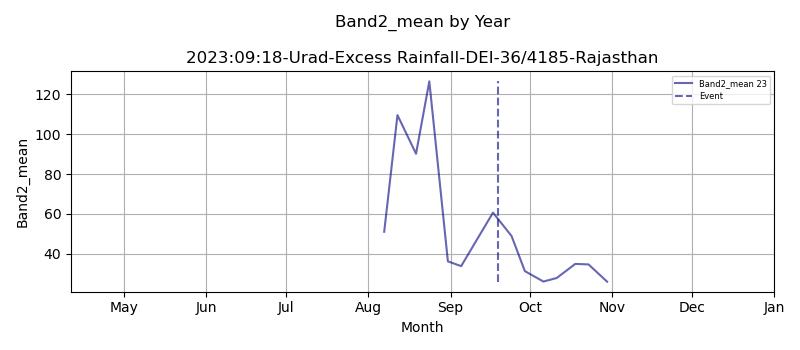 Band2_mean by Year
2023:09:18-Urad-Excess Rainfall-DEI-36/4185-Rajasthan
Band2_mean 23
Event
120
100
80
60
40
Band2_mean
May Jun Jul Aug Sep Oct Nov Dec Jan
Month